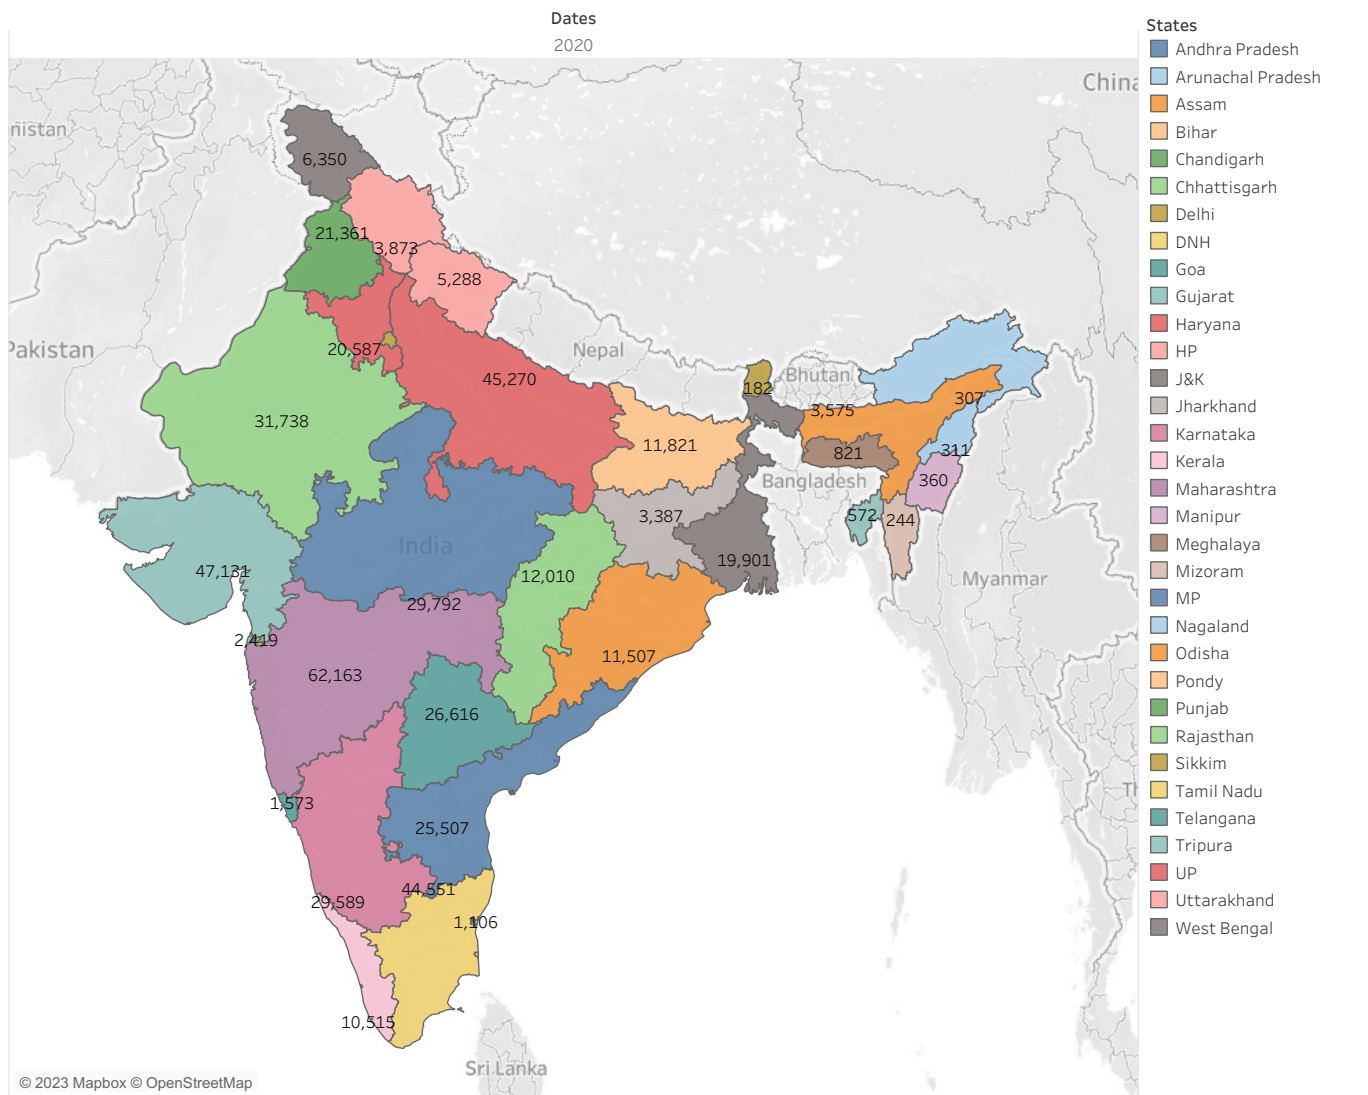 Dates
2020
China
nistan
6,350
21,361
3,873
5,288
Pakistan
20,587
Nepal
45,270
Bhutan
182
307
3,575
31,738
11,821
821
311
Bangladesh
360
3,387
572
244
India
19,901
Myanmar
47,131
12,010
29,792
2,419
11,507
62,163
26,616
Th
1,573
25,507
44,551
29,589
1,106
10,515
Sri Lanka
© 2023 Mapbox © OpenStreetMap
States
Andhra Pradesh
Arunachal Pradesh
Assam
Bihar
Chandigarh
Chhattisgarh
Delhi
DNH
Goa
Gujarat
Haryana
HP
J&K
Jharkhand
Karnataka
Kerala
Maharashtra
Manipur
Meghalaya
Mizoram
MP
Nagaland
Odisha
Pondy
Punjab
Rajasthan
Sikkim
Tamil Nadu
Telangana
Tripura
UP
Uttarakhand
West Bengal